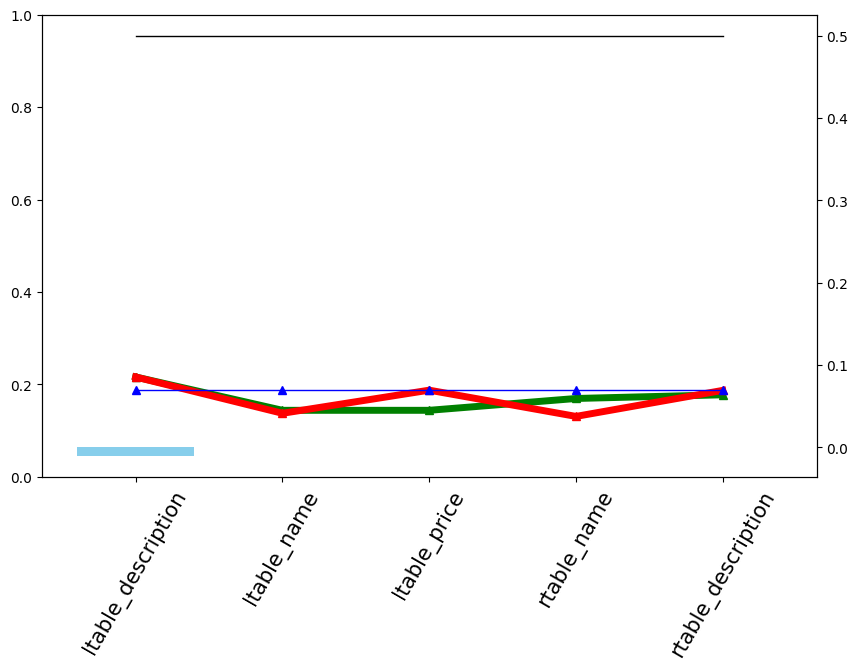 1.0
0.8
0.6
0.4
0.2
0.0
0.5
0.4
0.3
0.2
0.1
0.0
ltable_description
ltable_name
ltable_price
rtable_name
rtable_description